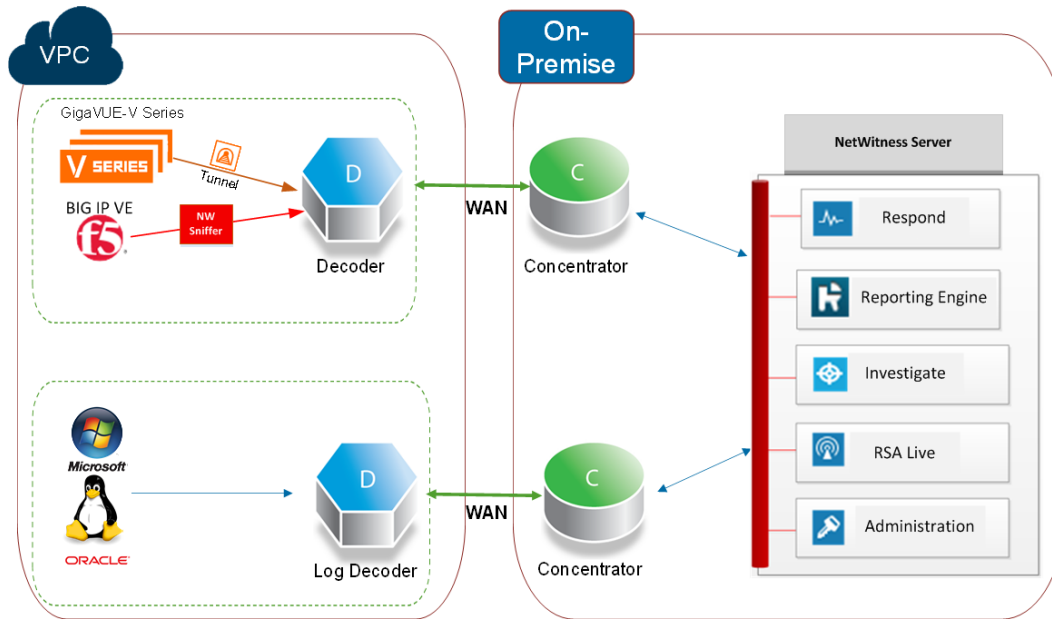 VPC
On-
Premise
GigaVUE-V Series
V SERIES
Tunnel
BIG IP VE
f5
NW
Sniffer
D
Decoder
WAN
C
Concentrator
NetWitness Server
Respond
Reporting Engine
Investigate
RSA Live
Administration
Microsoft
ORACLE
D
Log Decoder
WAN
C
Concentrator